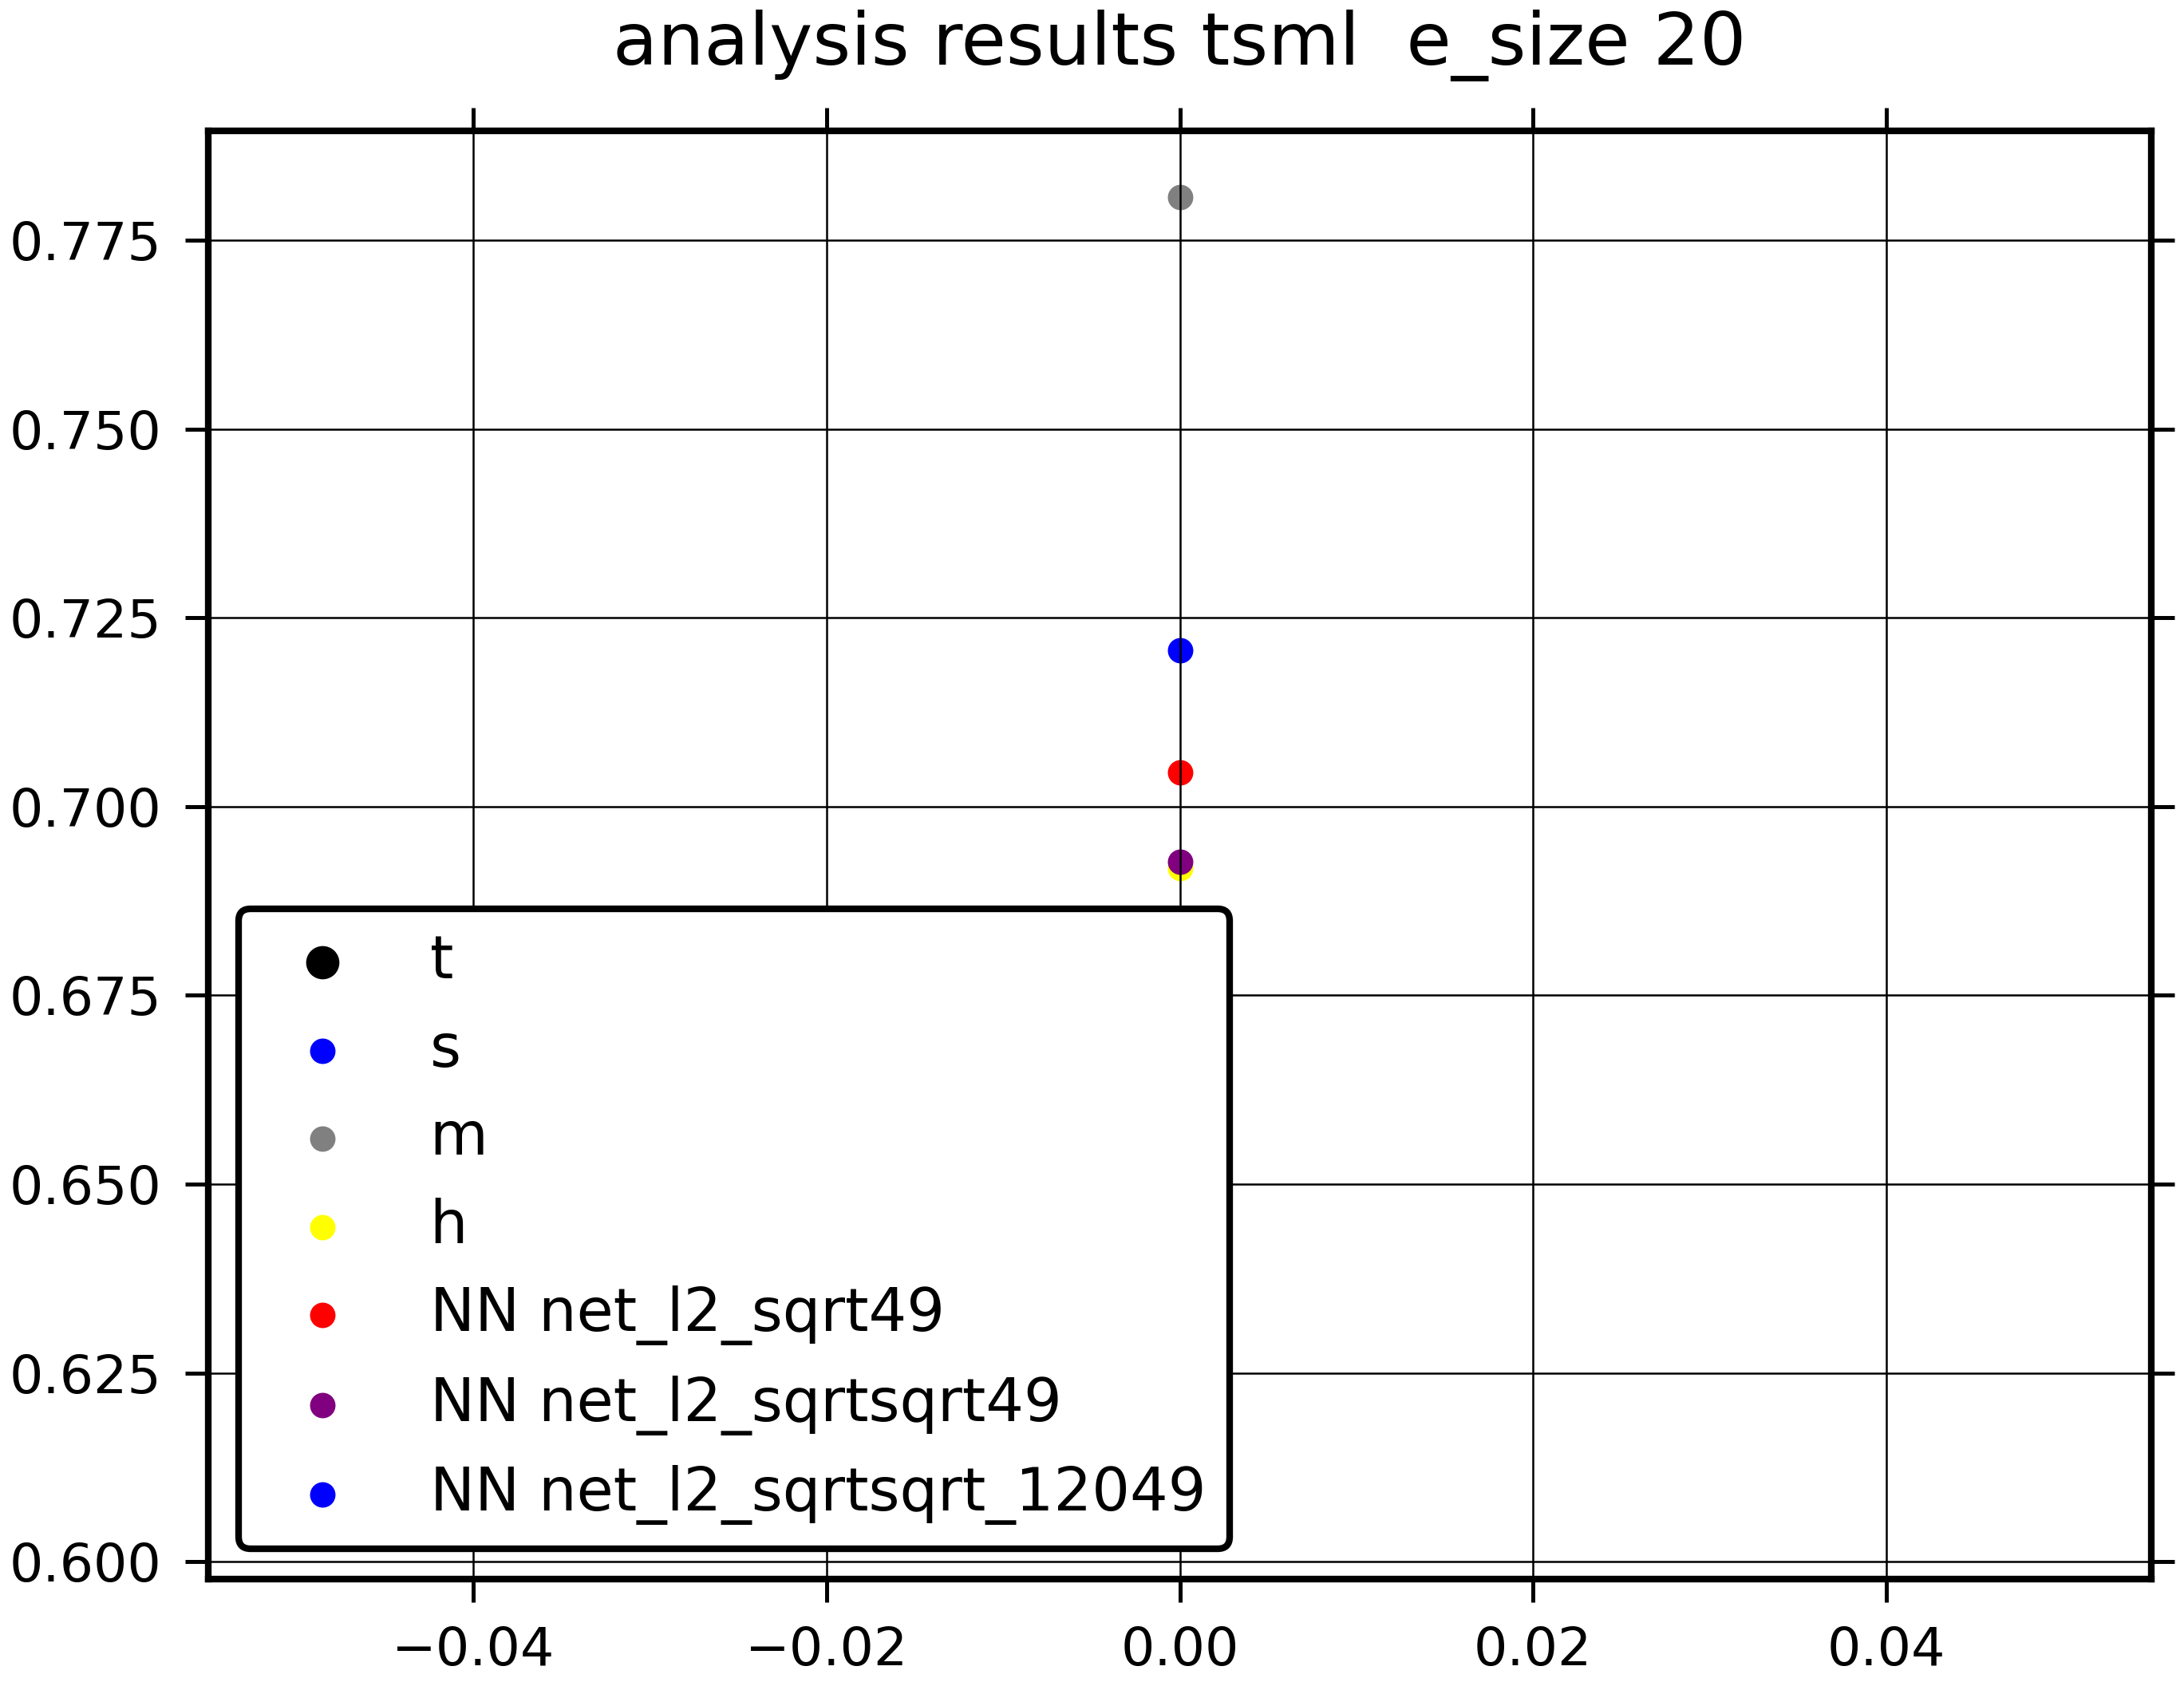 analysis results tsml  e_size 20
0.775
0.750
0.725
0.700
0.675
0.650
0.625
0.600
t
s
m
h
NN net_l2_sqrt49
NN net_l2_sqrtsqrt49
NN net_l2_sqrtsqrt_12049
−0.04
−0.02
0.00
0.02
0.04